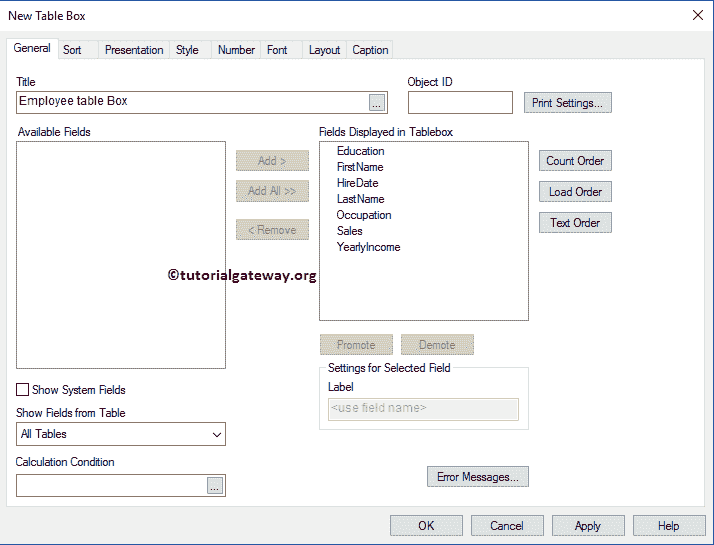 New Table Box
General Sort Presentation Style Number Font Layout Caption
Title
Object ID
Employee table Box
...
Print Settings...
Available Fields
Fields Displayed in Tablebox
Education
FirstName
HireDate
LastName
Occupation
Sales
YearlyIncome
Add >
Add All >>
< Remove
Count Order
Load Order
Text Order
©tutorialgateway.org
Promote
Demote
Settings for Selected Field
Label
<use field name>
Show System Fields
Show Fields from Table
All Tables
Calculation Condition
...
Error Messages...
OK Cancel Apply Help